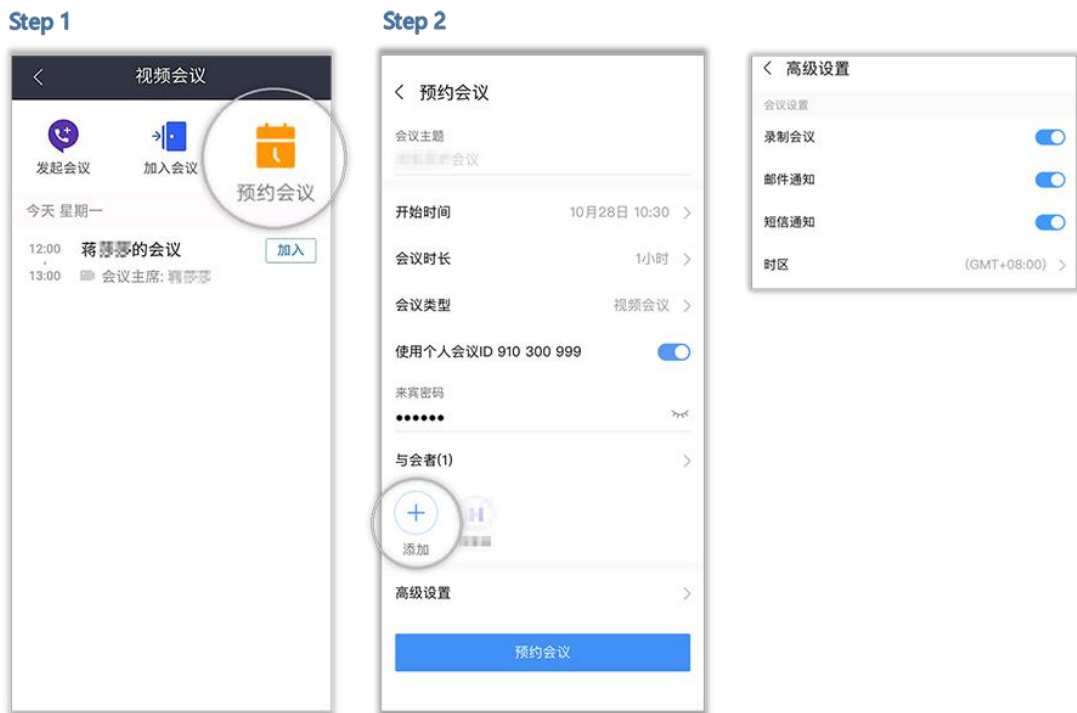 Step 1
视频会议
发起会议
加入会议
预约会议
今天 星期一
12:00
蒋的会议
加入
13:00
会议主席:
Step 2
预约会议
会议主题
会议
开始时间 10月28日 10:30
会议时长 1小时
会议类型 视频会议
使用个人会议ID 910 300 999
来宾密码
••••••
与会者(1)
添加
高级设置
预约会议
高级设置
会议设置
录制会议
邮件通知
短信通知
时区 (GMT+08:00)